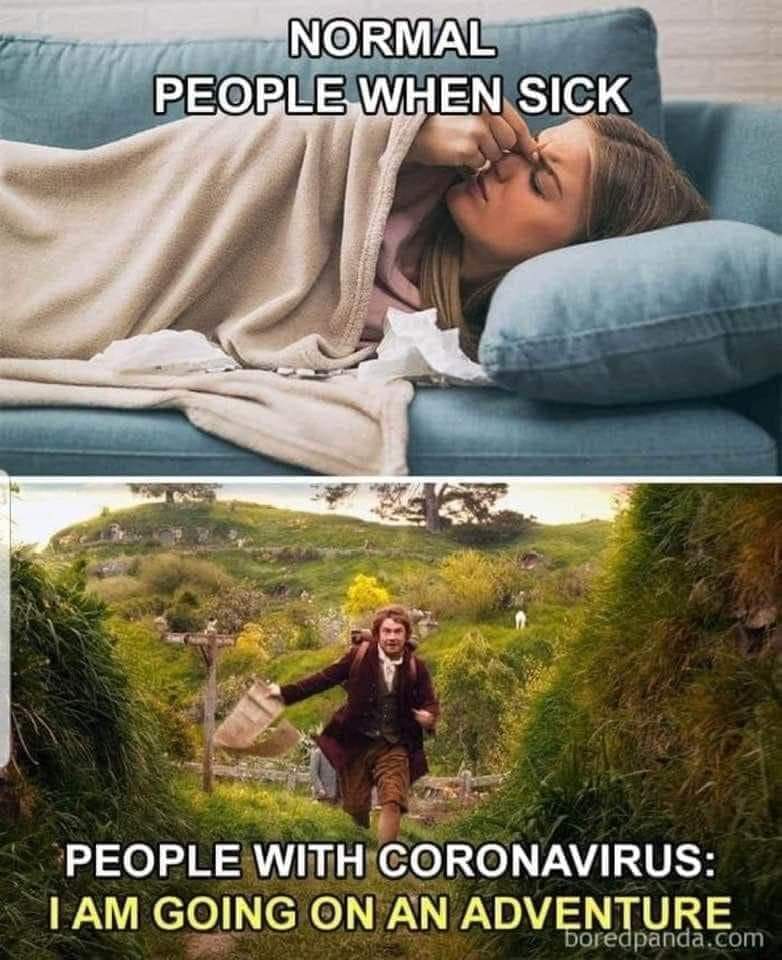 NORMAL
PEOPLE WHEN SICK
PEOPLE WITH CORONAVIRUS:
I AM GOING ON AN ADVENTURE
boredpanda.com